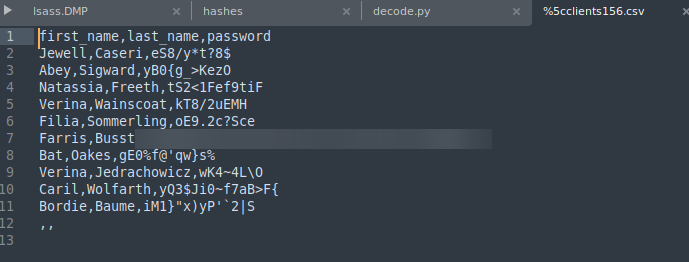 lsass.DMP hashes decode.py %5cclients156.csv
1 first_name,last_name,password
2 Jewell,Caseri,eS8/y*t?8$
3 Abey,Sigward,yB0{g_>KezO
4 Natassia,Freeth,tS2<1Fef9tiF
5 Verina,Wainscoat,kT8/2uEMH
6 Filia,Sommerling,oE9.2c?Sce
7 Farris,Busst
8 Bat,Oakes,gE0%f@'qw}s%
9 Verina,Jedrachowicz,wK4~4L\O
10 Caril,Wolfarth,yQ3$Ji0~f7aB>F{
11 Bordie,Baume,iM1}"x)yP'`2|S
12 ,,
13